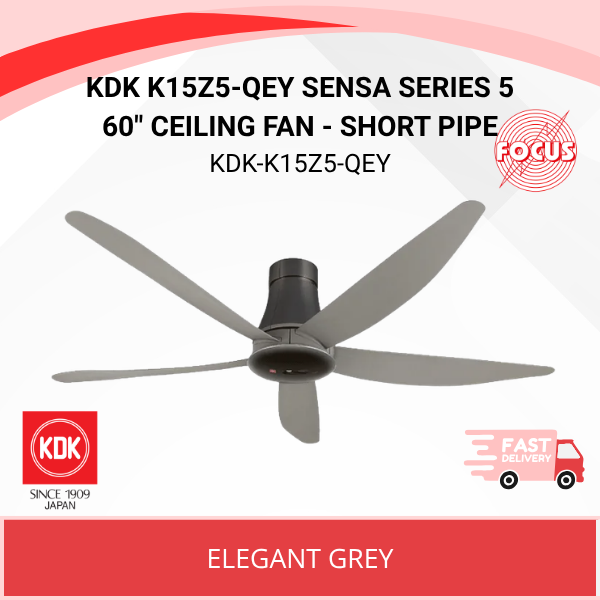 KDK K15Z5-QEY SENSA SERIES 5
60" CEILING FAN - SHORT PIPE
KDK-K15Z5-QEY
FOCUS
KDK
SINCE 1909
JAPAN
FAST
DELIVERY
ELEGANT GREY